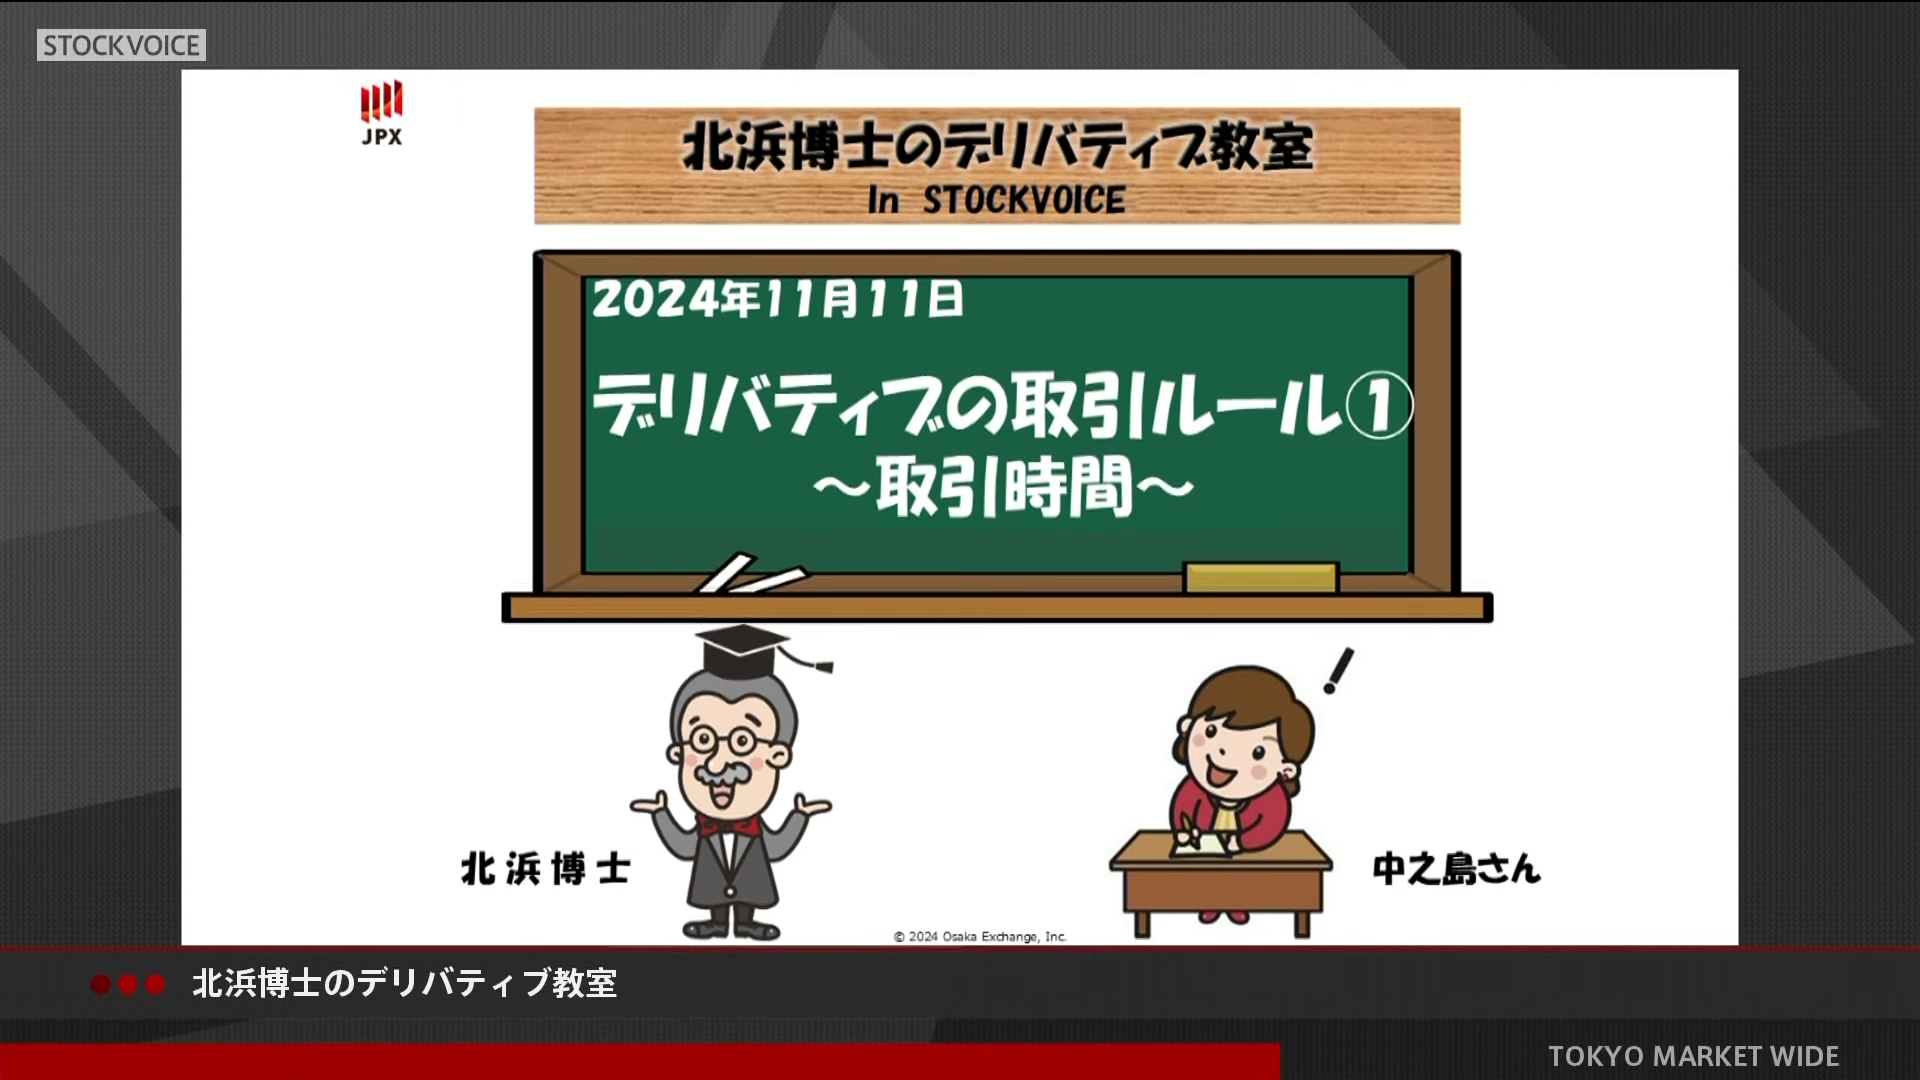 STOCKVOICE
JPX
北浜博士のデリバティブ教室
In STOCKVOICE
2024年11月11日
デリバティブの取引ルール①
～取引時間～
北浜博士
中之島さん
© 2024 Osaka Exchange, Inc.
北浜博士のデリバティブ教室
TOKYO MARKET WIDE